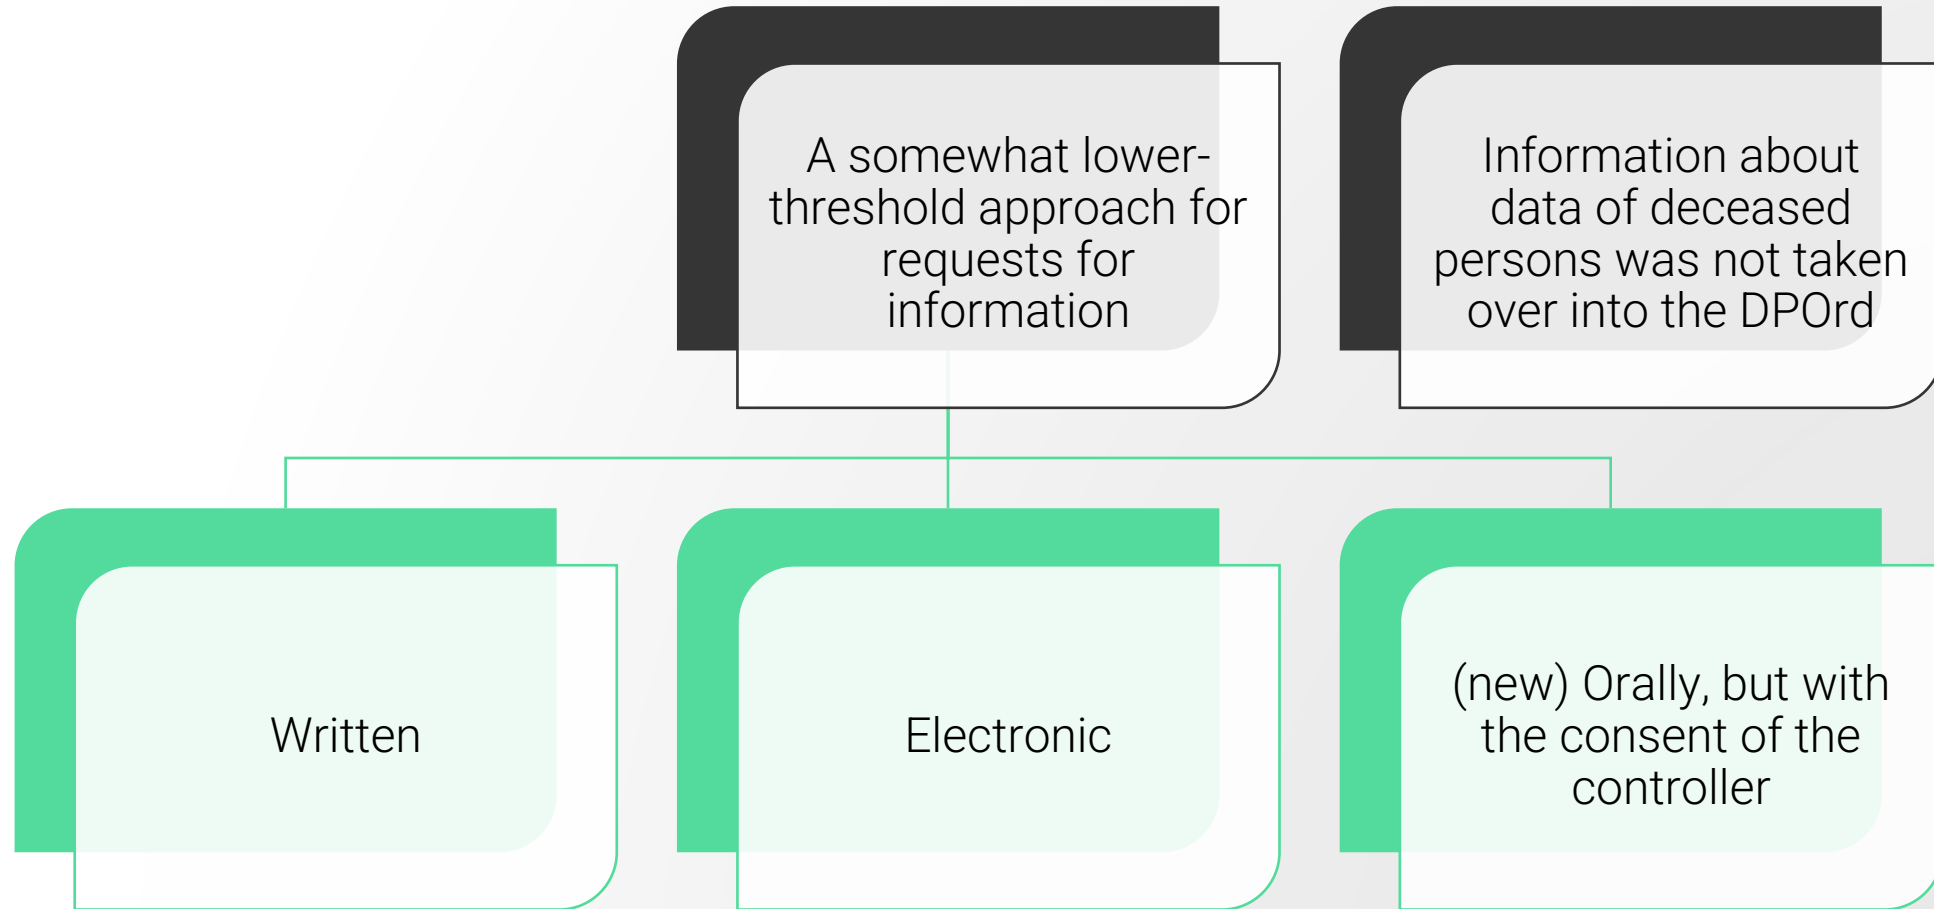 A somewhat lower-
threshold approach for
requests for
information
Information about
data of deceased
persons was not taken
over into the DPOrd
Written
Electronic
(new) Orally, but with
the consent of the
controller